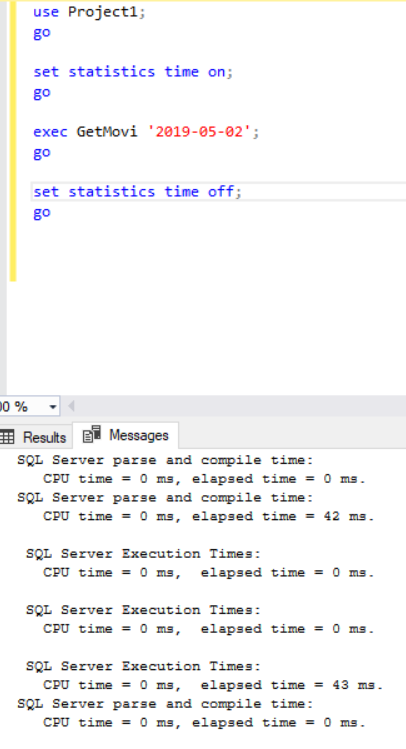 use Project1;
go
set statistics time on;
go
exec GetMovi '2019-05-02';
go
set statistics time off;
go
00 %
Results Messages
SQL Server parse and compile time:
CPU time = 0 ms, elapsed time = 0 ms.
SQL Server parse and compile time:
CPU time = 0 ms, elapsed time = 42 ms.
SQL Server Execution Times:
CPU time = 0 ms,  elapsed time = 0 ms.
SQL Server Execution Times:
CPU time = 0 ms,  elapsed time = 0 ms.
SQL Server Execution Times:
CPU time = 0 ms,  elapsed time = 43 ms.
SQL Server parse and compile time:
CPU time = 0 ms, elapsed time = 0 ms.